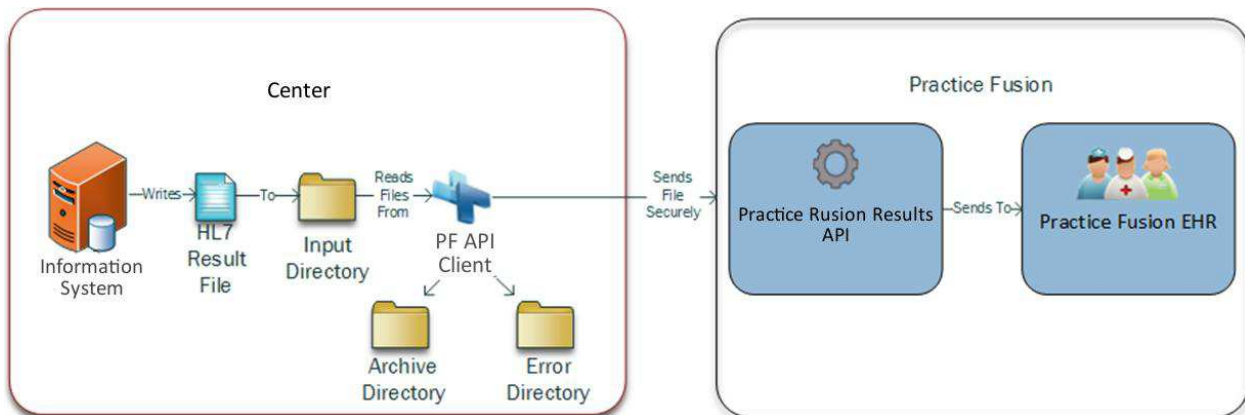 Center
Writes
To
Reads
Files
From
Information
System
HL7
Result
File
Input
Directory
PF API
Client
Archive
Directory
Error
Directory
Sends
File
Securely
Practice Fusion
Practice Rusion Results
API
Sends To
Practice Fusion EHR